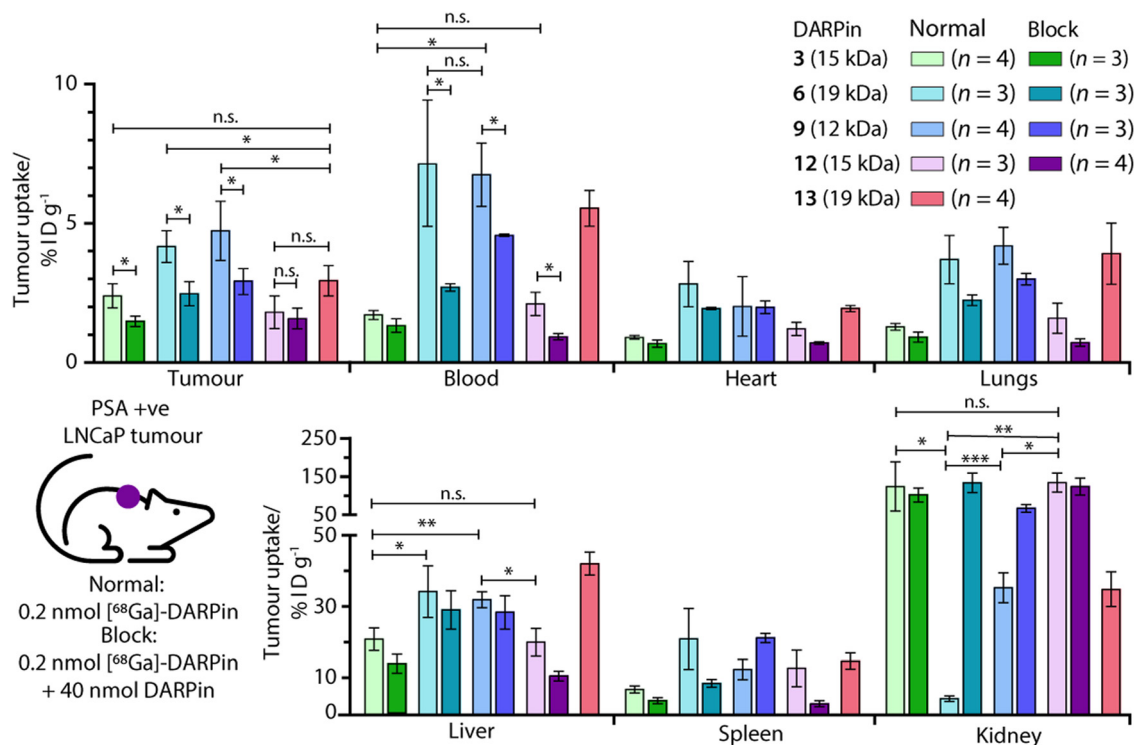 DARPin Normal Block
3 (15 kDa) (n = 4) (n = 3)
6 (19 kDa) (n = 3) (n = 3)
9 (12 kDa) (n = 4) (n = 3)
12 (15 kDa) (n = 3) (n = 4)
13 (19 kDa) (n = 4)
Tumour uptake/
% I D g⁻¹
10
5
0
n.s.
*
*
*
*
*
n.s.
n.s.
n.s.
*
n.s.
*
*
*
Tumour Blood Heart Lungs
PSA +ve
LNCaP tumour
Normal:
0.2 nmol [⁶⁸Ga]-DARPin
Block:
0.2 nmol [⁶⁸Ga]-DARPin
+ 40 nmol DARPin
Tumour uptake/
% I D g⁻¹
250
150
50
50
30
10
0
n.s.
**
*
*
n.s.
**
*
***
*
Liver Spleen Kidney